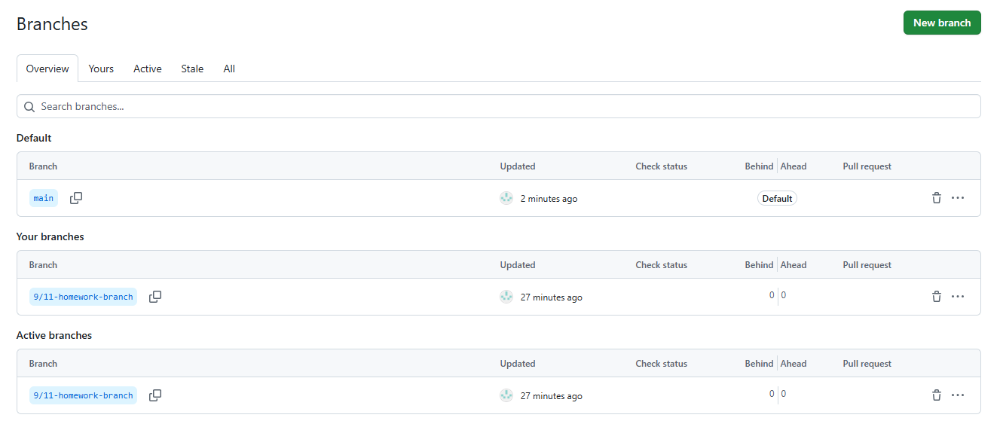 Branches
New branch
Overview Yours Active Stale All
Search branches...
Default
Branch Updated Check status Behind Ahead Pull request
main 2 minutes ago Default
Your branches
Branch Updated Check status Behind Ahead Pull request
9/11-homework-branch 27 minutes ago 0 0
Active branches
Branch Updated Check status Behind Ahead Pull request
9/11-homework-branch 27 minutes ago 0 0